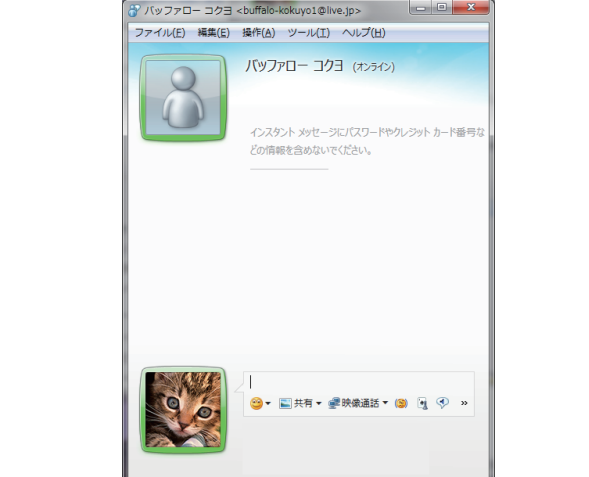 バッファロー コクヨ <buffalo-kokuyo1@live.jp>
ファイル(F) 編集(E) 操作(A) ツール(T) ヘルプ(H)
バッファロー コクヨ (オンライン)
インスタント メッセージにパスワードやクレジット カード番号な
どの情報を含めないでください。
共有 映像通話 »